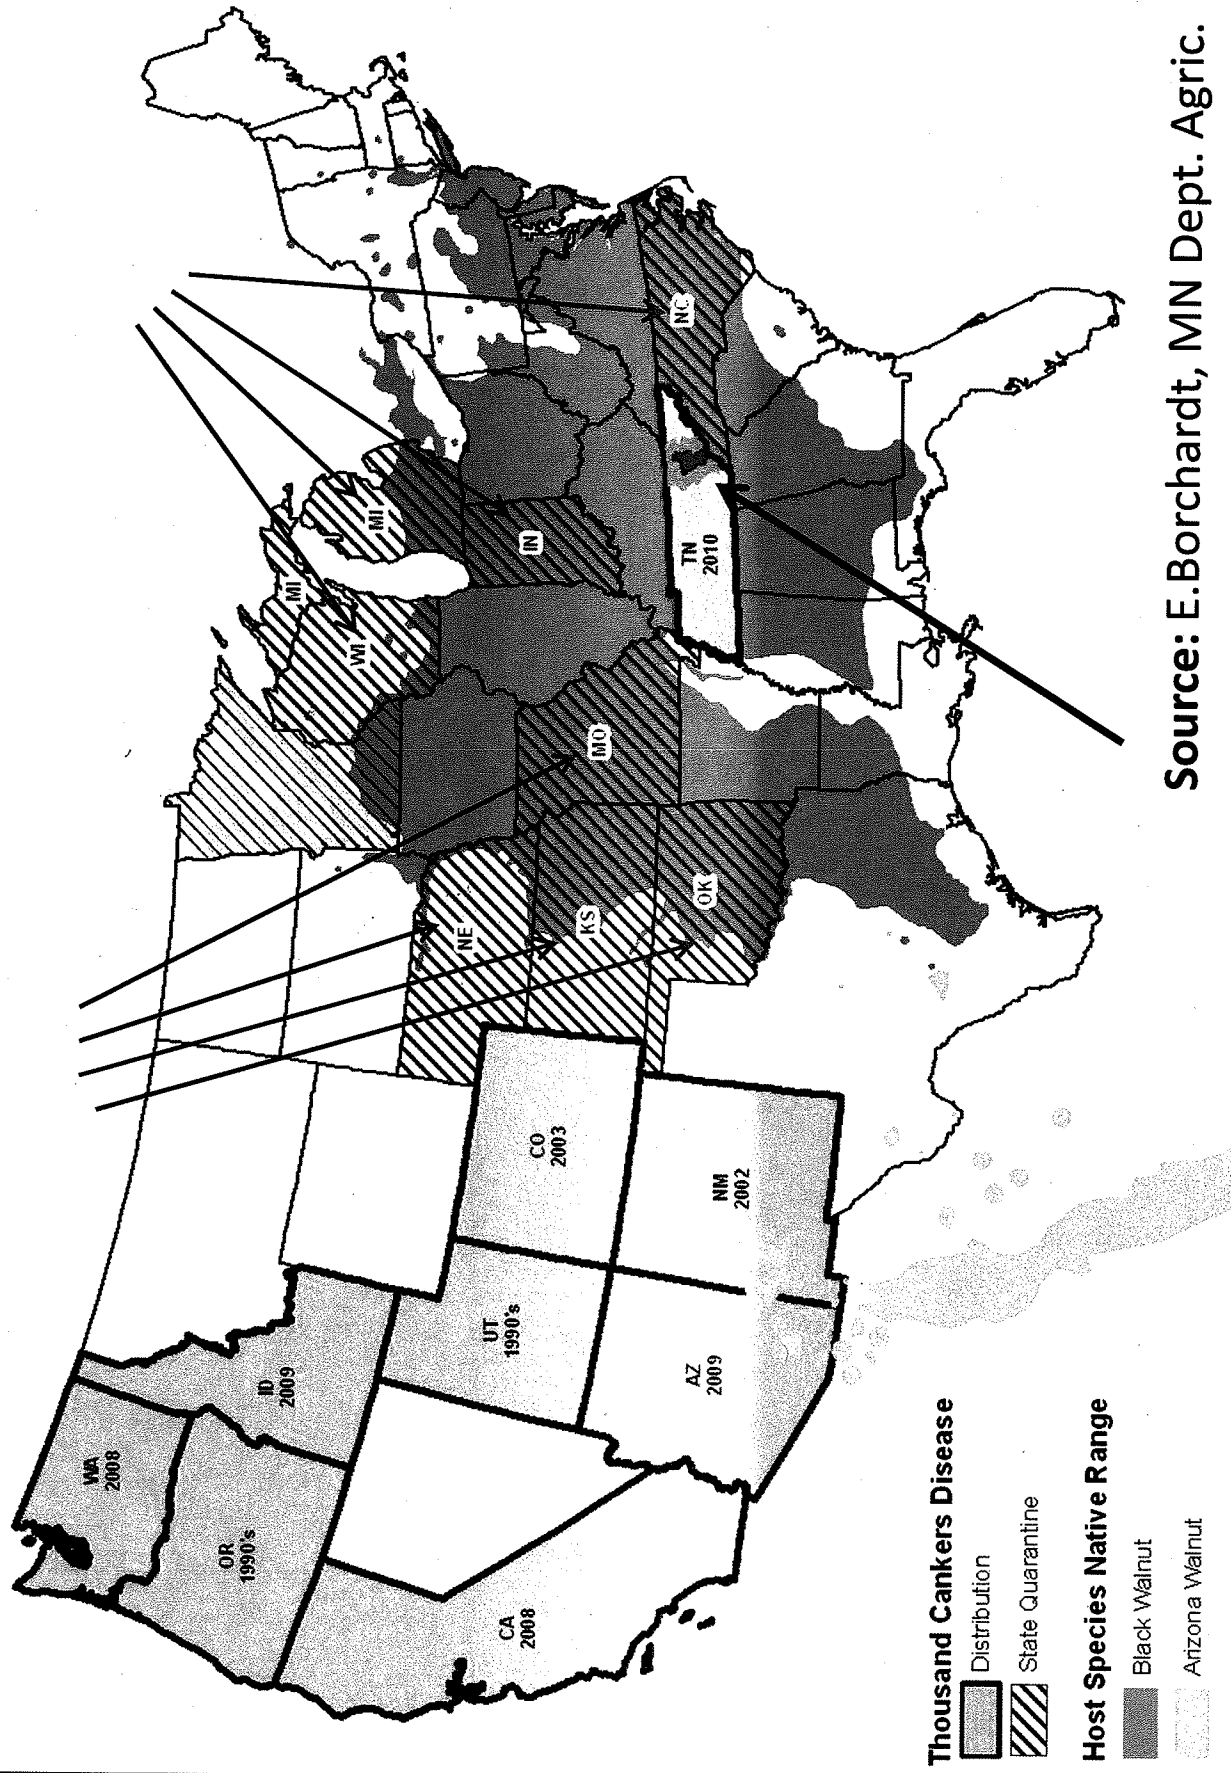 WA
2008
OR
1990's
ID
2009
CA
2008
UT
1990's
AZ
2009
CO
2003
NM
2002
NE
KS
OK
MO
WI
MI
MI
IN
TN
2010
NC
Thousand Cankers Disease
Distribution
State Quarantine
Host Species Native Range
Black Walnut
Arizona Walnut
Source: E.Borchardt, MN Dept. Agric.